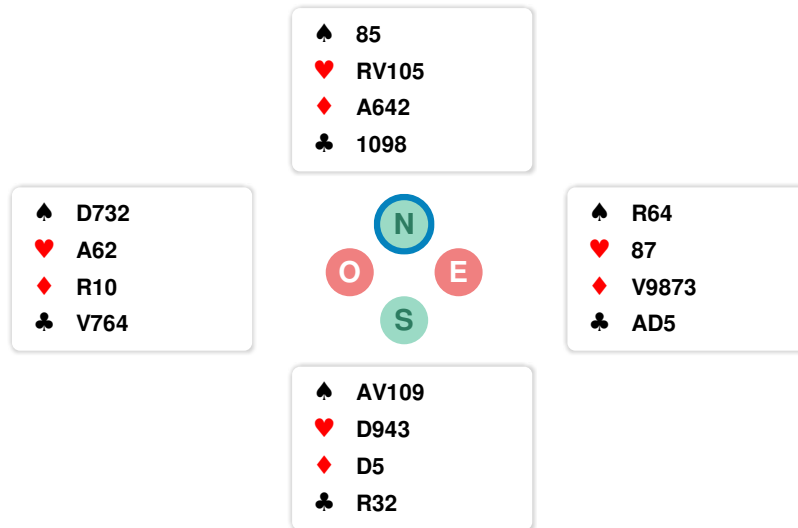 ♠ 85
♥ RV105
♦ A642
♣ 1098
♠ D732
♥ A62
♦ R10
♣ V764
N
O E
S
♠ R64
♥ 87
♦ V9873
♣ AD5
♠ AV109
♥ D943
♦ D5
♣ R32